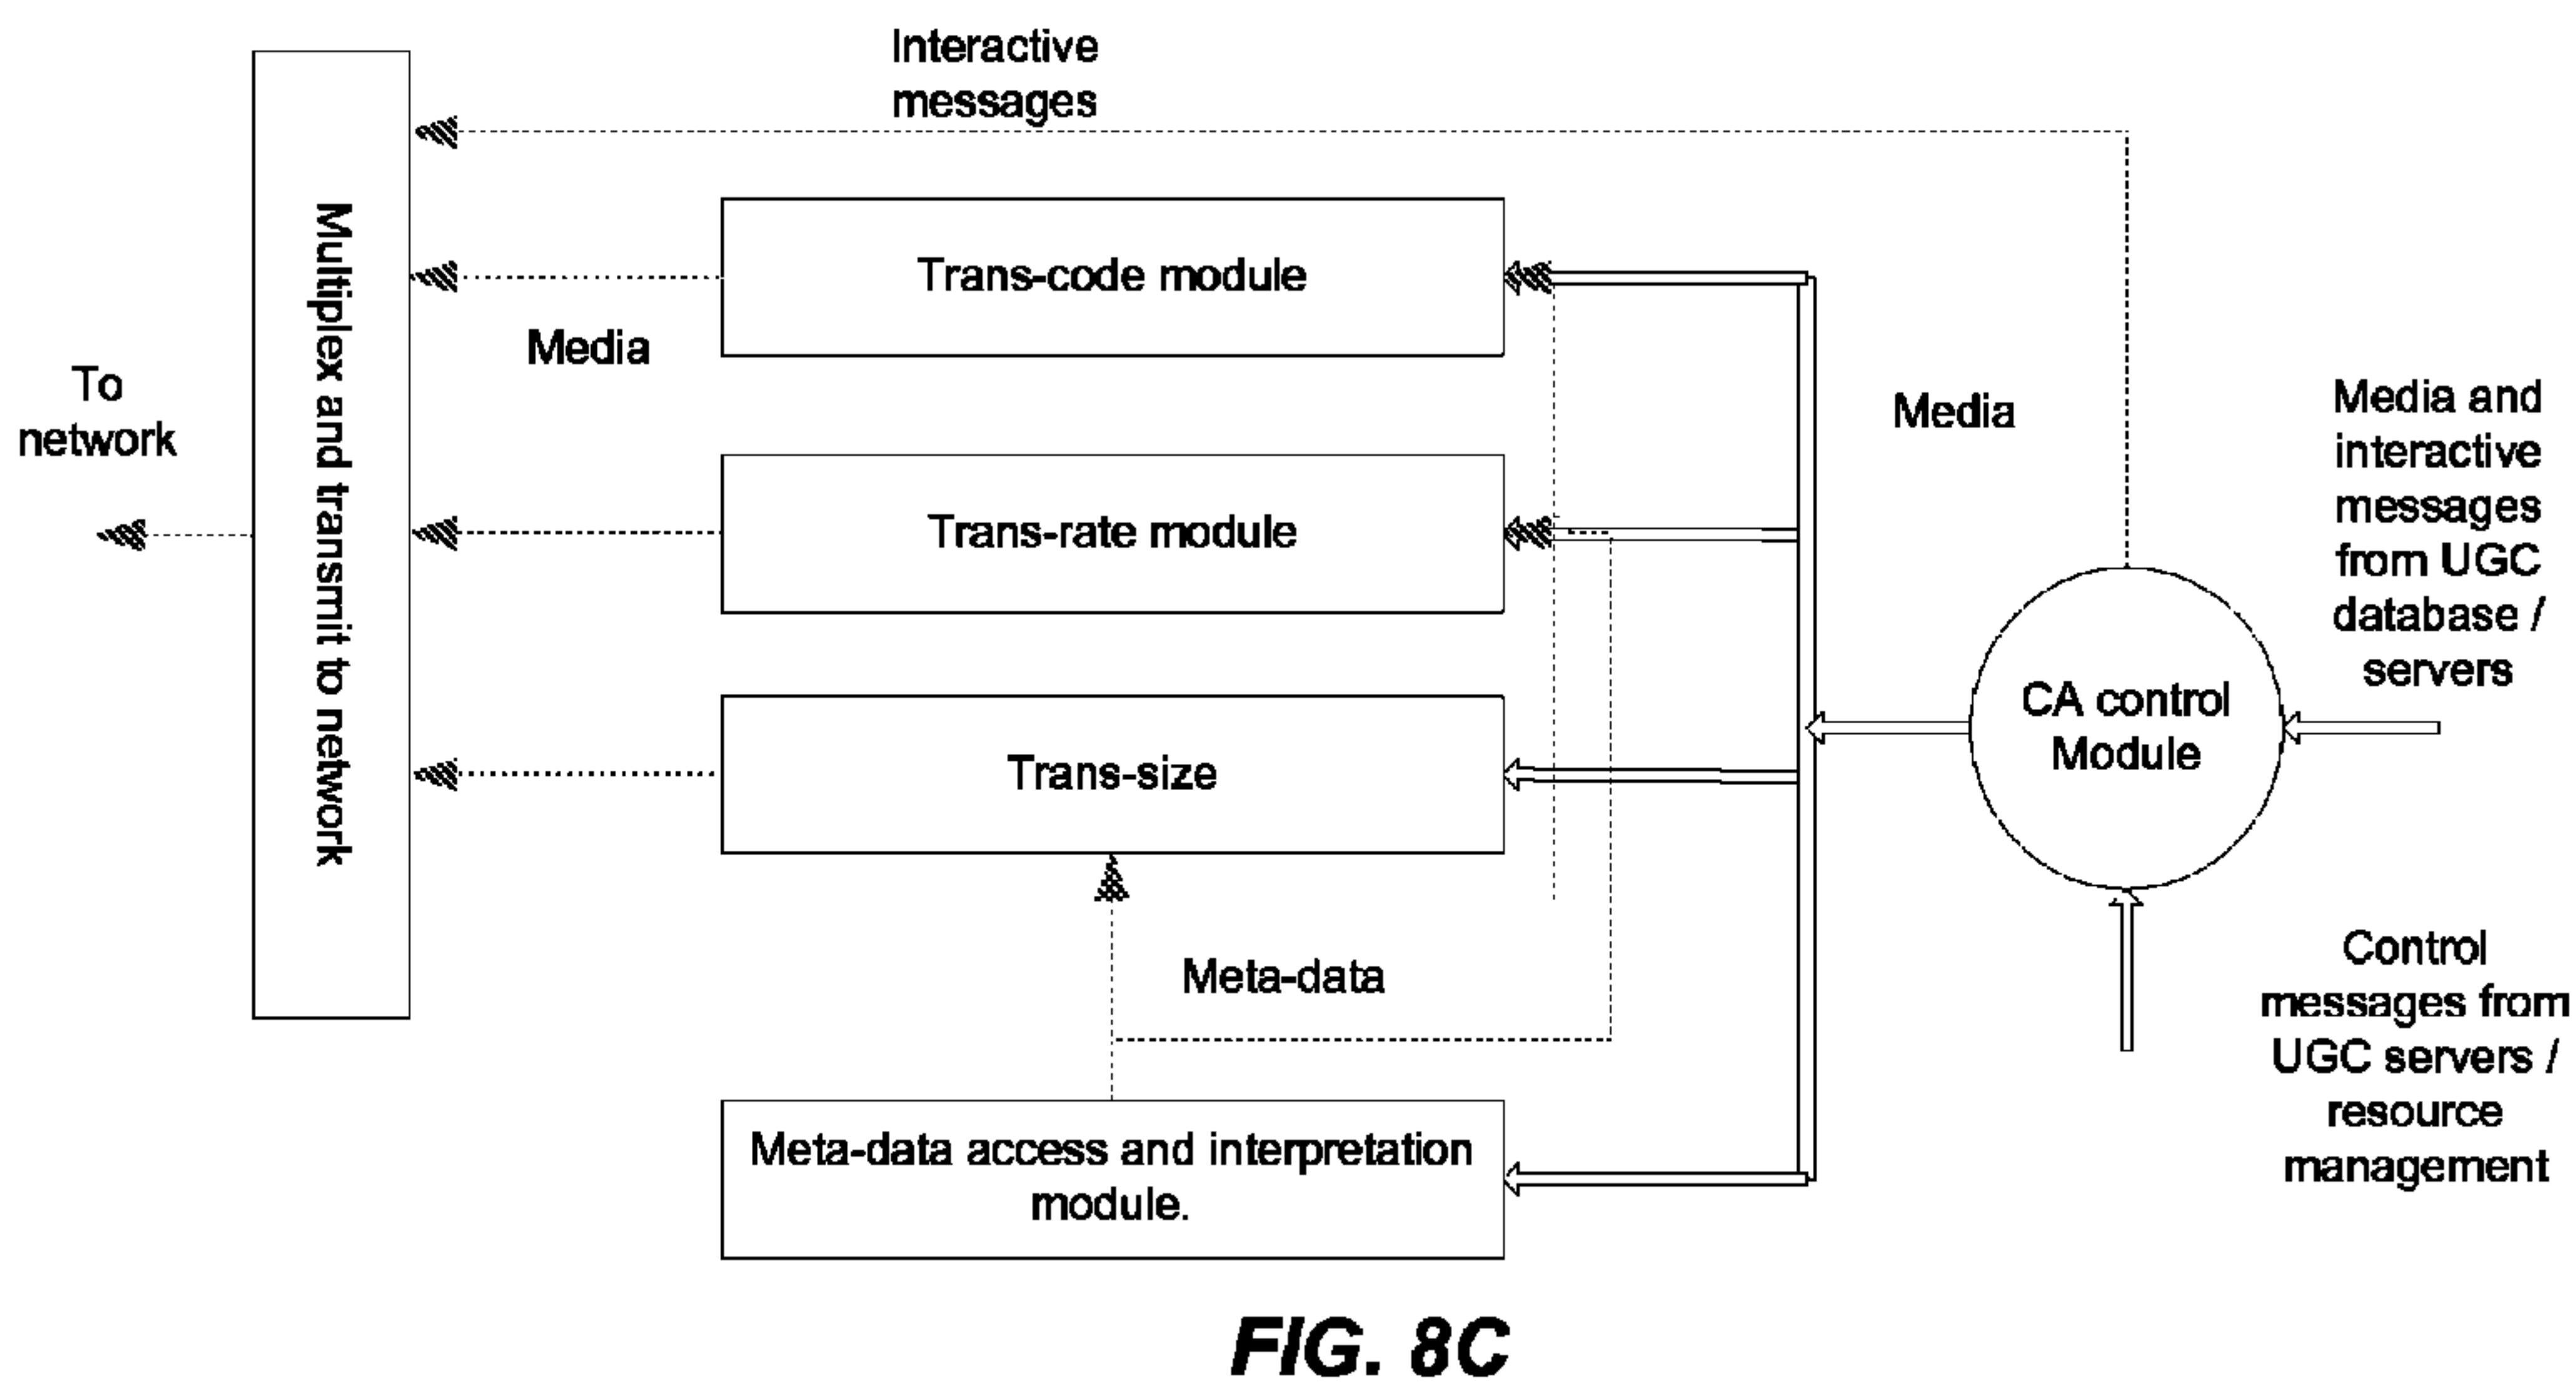 Interactive
messages
Multiplex and transmit to network
Trans-code module
Media
To
network
Media
Media and
interactive
messages
from UGC
database /
servers
Trans-rate module
CA control
Module
Trans-size
Meta-data
Control
messages from
UGC servers /
resource
management
Meta-data access and interpretation
module.
FIG. 8C